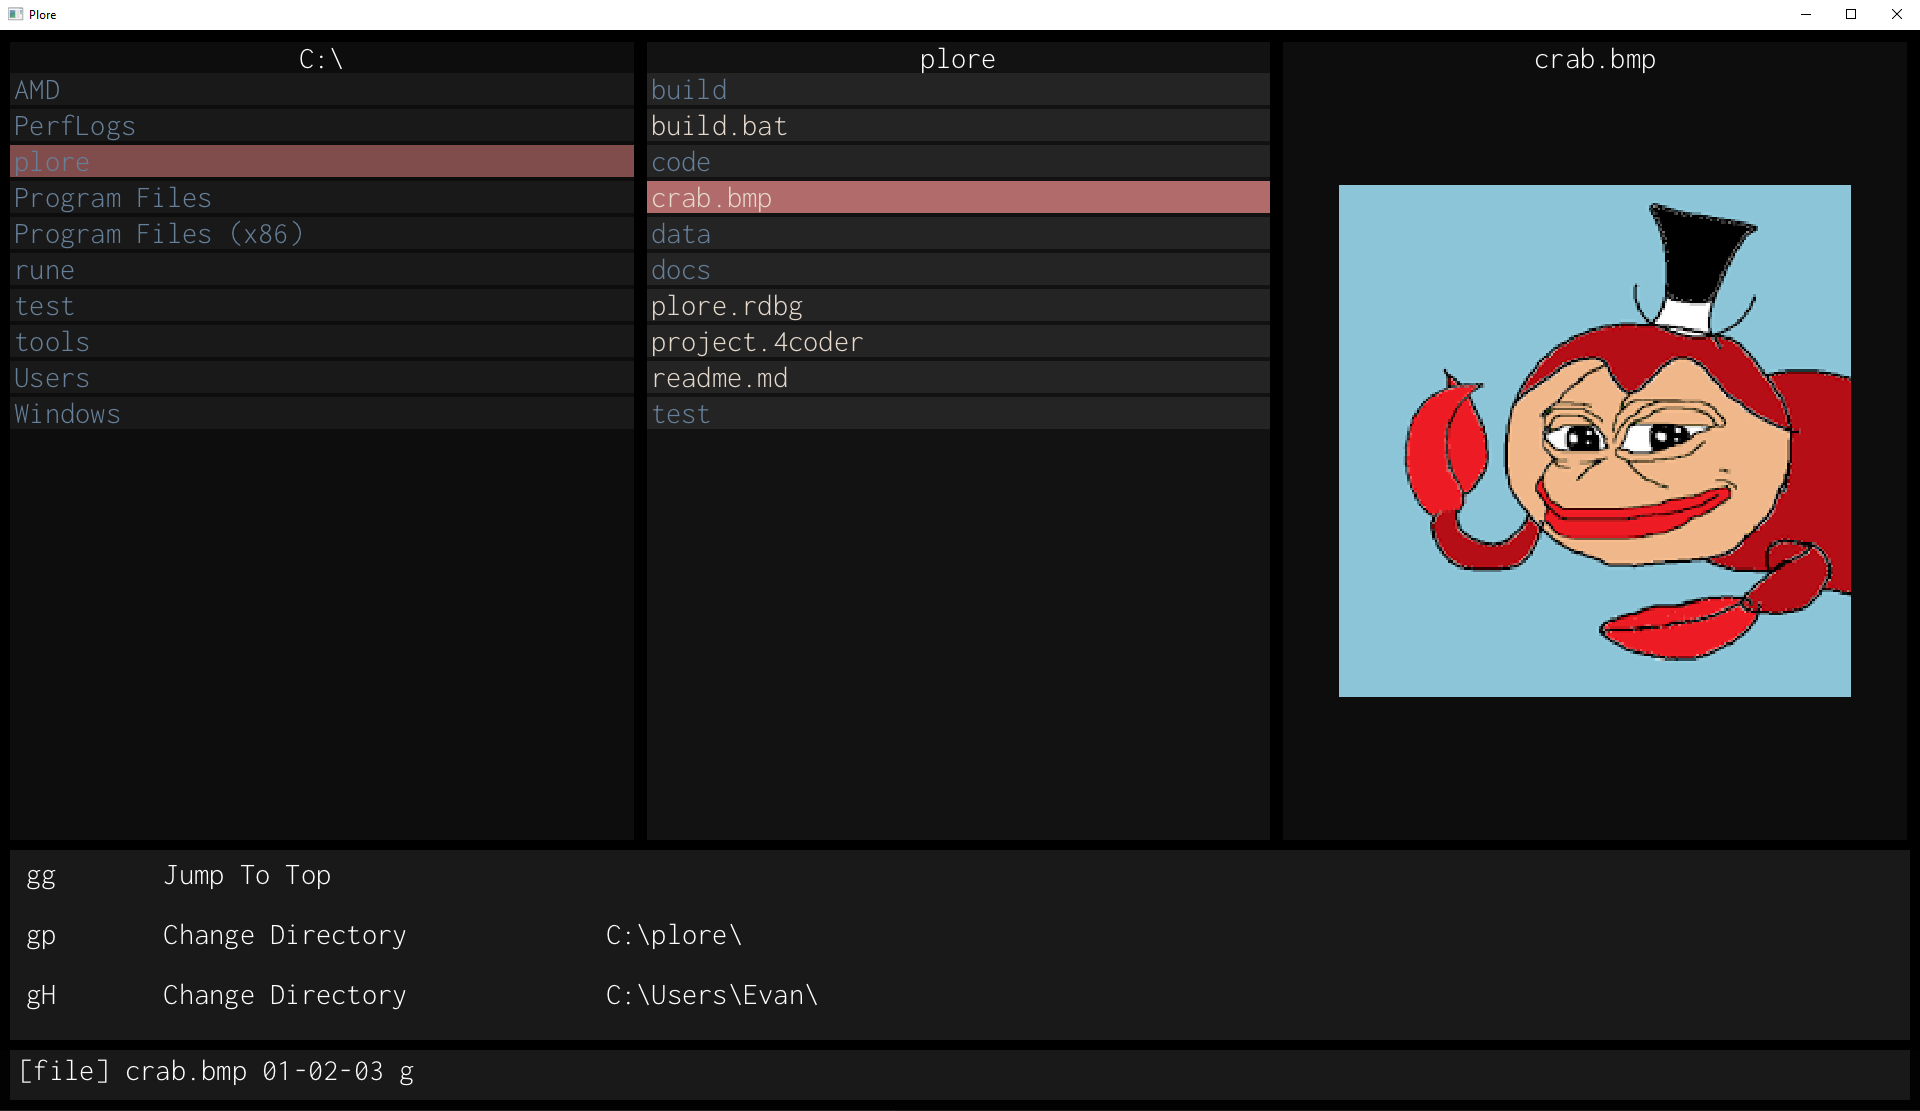 Plore
C:\
AMD
PerfLogs
plore
Program Files
Program Files (x86)
rune
test
tools
Users
Windows
plore
build
build.bat
code
crab.bmp
data
docs
plore.rdbg
project.4coder
readme.md
test
crab.bmp
gg Jump To Top
gp Change Directory C:\plore\
gH Change Directory C:\Users\Evan\
[file] crab.bmp 01-02-03 g